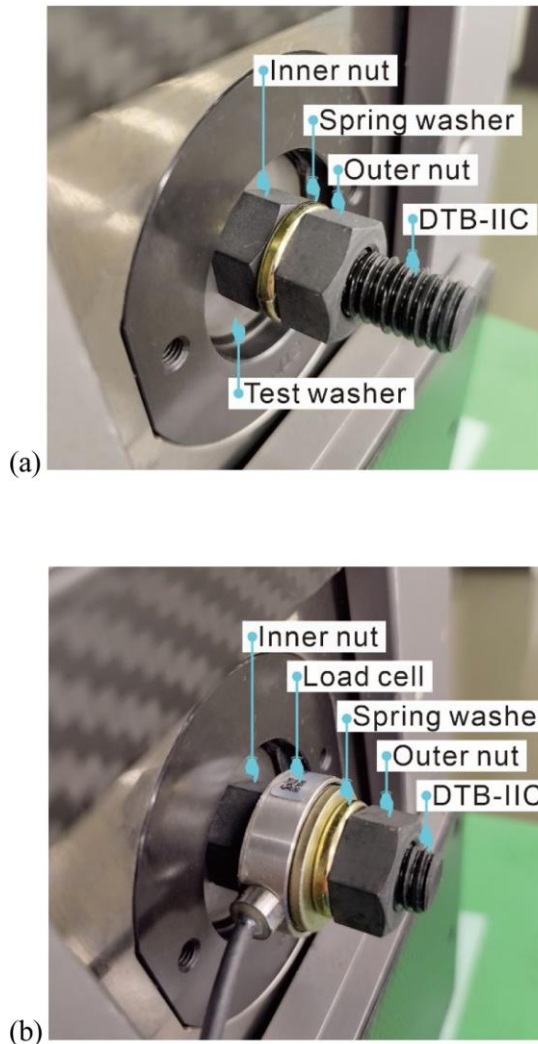 Inner nut
Spring washer
Outer nut
DTB-IIC
Test washer
(a)
Inner nut
Load cell
Spring washe
Outer nut
DTB-IIC
(b)